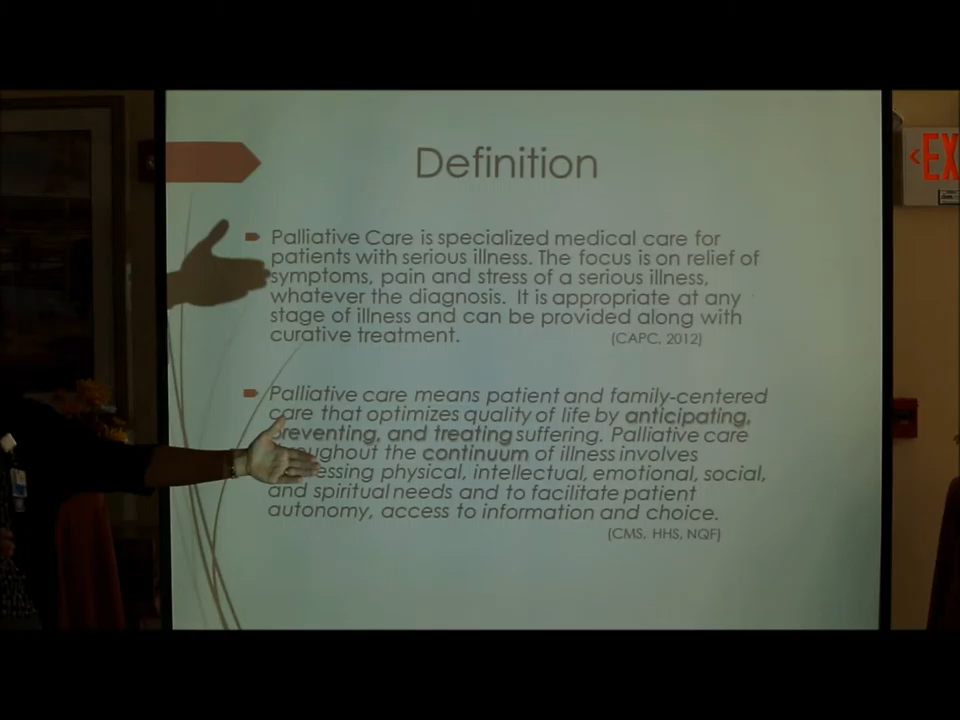 Definition
Palliative Care is specialized medical care for
patients with serious illness. The focus is on relief of
symptoms, pain and stress of a serious illness,
whatever the diagnosis. It is appropriate at any
stage of illness and can be provided along with
curative treatment. (CAPC, 2012)
Palliative care means patient and family-centered
care that optimizes quality of life by anticipating,
preventing, and treating suffering. Palliative care
the continuum of illness involves
physical, intellectual, emotional, social,
and spiritual needs and to facilitate patient
autonomy, access to information and choice.
(CMS, HHS, NQF)